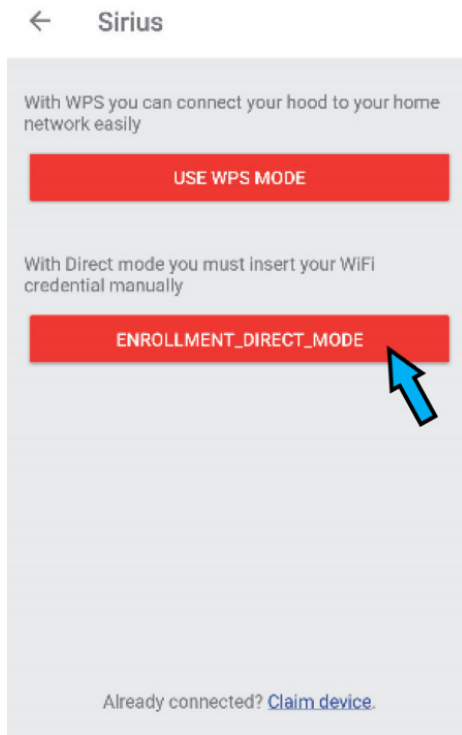 Sirius
With WPS you can connect your hood to your home
network easily
USE WPS MODE
With Direct mode you must insert your WiFi
credential manually
ENROLLMENT_DIRECT_MODE
Already connected? Claim device.